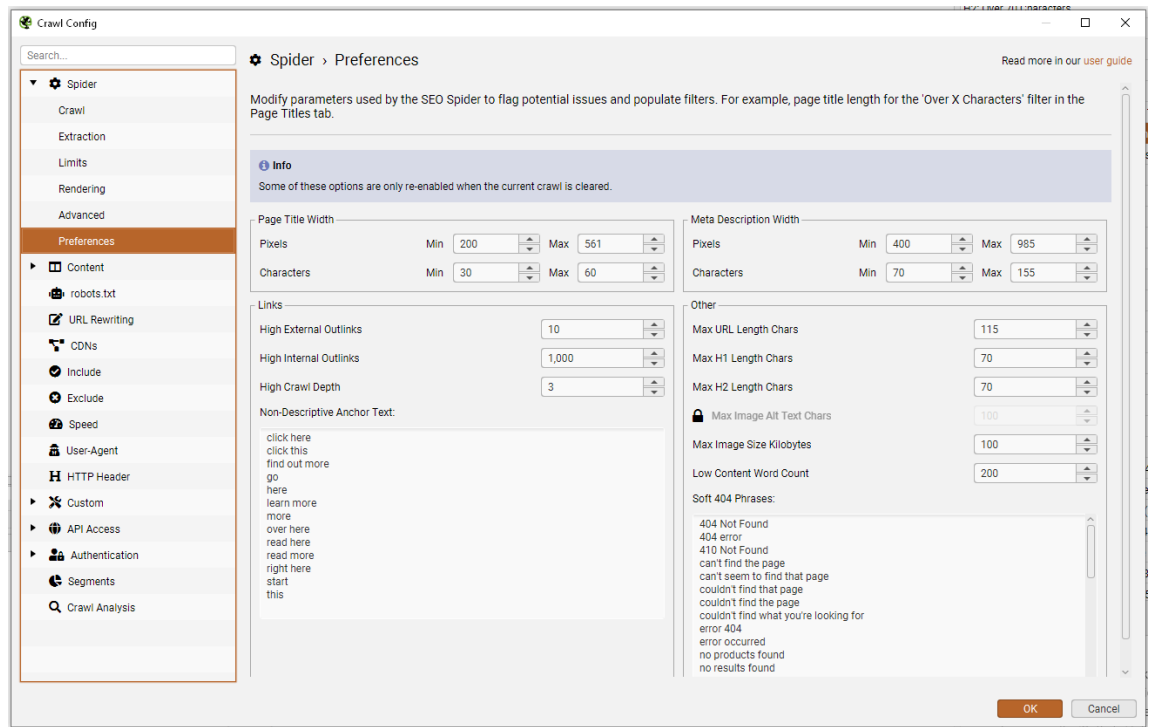 H2: Over 70 Characters
Crawl Config
Search...
Spider
Crawl
Extraction
Limits
Rendering
Advanced
Preferences
Content
robots.txt
URL Rewriting
CDNs
Include
Exclude
Speed
User-Agent
HTTP Header
Custom
API Access
Authentication
Segments
Crawl Analysis
Spider › Preferences
Read more in our user guide
Modify parameters used by the SEO Spider to flag potential issues and populate filters. For example, page title length for the 'Over X Characters' filter in the
Page Titles tab.
Info
Some of these options are only re-enabled when the current crawl is cleared.
Page Title Width
Pixels Min 200 Max 561
Characters Min 30 Max 60
Meta Description Width
Pixels Min 400 Max 985
Characters Min 70 Max 155
Links
High External Outlinks 10
High Internal Outlinks 1,000
High Crawl Depth 3
Non-Descriptive Anchor Text:
click here
click this
find out more
go
here
learn more
more
over here
read here
read more
right here
start
this
Other
Max URL Length Chars 115
Max H1 Length Chars 70
Max H2 Length Chars 70
Max Image Alt Text Chars 100
Max Image Size Kilobytes 100
Low Content Word Count 200
Soft 404 Phrases:
404 Not Found
404 error
410 Not Found
can't find the page
can't seem to find that page
couldn't find that page
couldn't find the page
couldn't find what you're looking for
error 404
error occurred
no products found
no results found
OK
Cancel